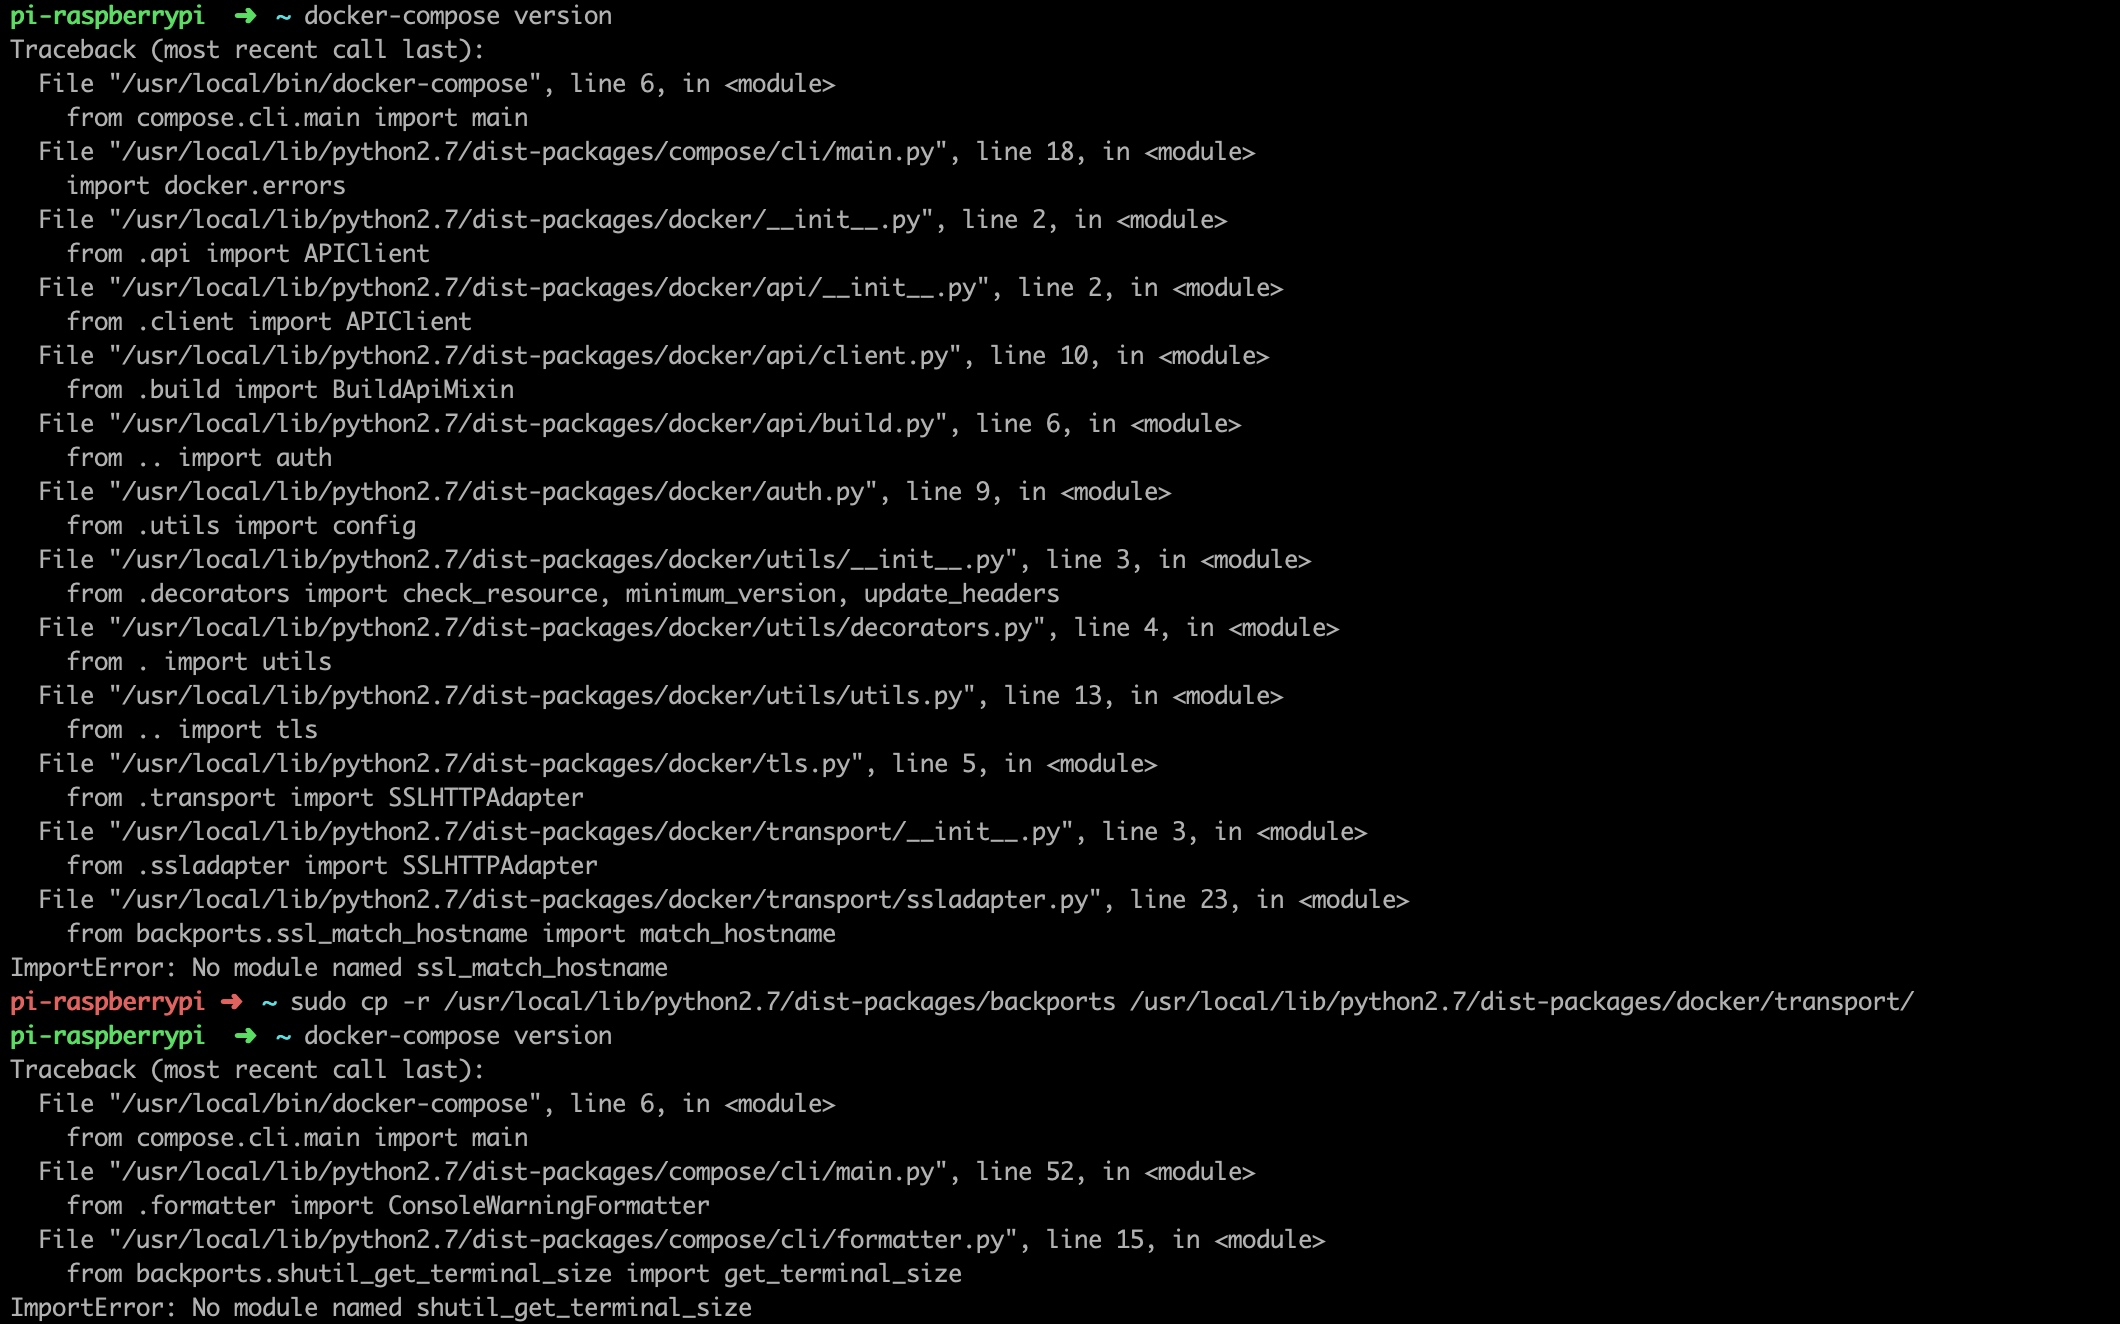 pi-raspberrypi  ➜ ~ docker-compose version
Traceback (most recent call last):
  File "/usr/local/bin/docker-compose", line 6, in <module>
    from compose.cli.main import main
  File "/usr/local/lib/python2.7/dist-packages/compose/cli/main.py", line 18, in <module>
    import docker.errors
  File "/usr/local/lib/python2.7/dist-packages/docker/__init__.py", line 2, in <module>
    from .api import APIClient
  File "/usr/local/lib/python2.7/dist-packages/docker/api/__init__.py", line 2, in <module>
    from .client import APIClient
  File "/usr/local/lib/python2.7/dist-packages/docker/api/client.py", line 10, in <module>
    from .build import BuildApiMixin
  File "/usr/local/lib/python2.7/dist-packages/docker/api/build.py", line 6, in <module>
    from .. import auth
  File "/usr/local/lib/python2.7/dist-packages/docker/auth.py", line 9, in <module>
    from .utils import config
  File "/usr/local/lib/python2.7/dist-packages/docker/utils/__init__.py", line 3, in <module>
    from .decorators import check_resource, minimum_version, update_headers
  File "/usr/local/lib/python2.7/dist-packages/docker/utils/decorators.py", line 4, in <module>
    from . import utils
  File "/usr/local/lib/python2.7/dist-packages/docker/utils/utils.py", line 13, in <module>
    from .. import tls
  File "/usr/local/lib/python2.7/dist-packages/docker/tls.py", line 5, in <module>
    from .transport import SSLHTTPAdapter
  File "/usr/local/lib/python2.7/dist-packages/docker/transport/__init__.py", line 3, in <module>
    from .ssladapter import SSLHTTPAdapter
  File "/usr/local/lib/python2.7/dist-packages/docker/transport/ssladapter.py", line 23, in <module>
    from backports.ssl_match_hostname import match_hostname
ImportError: No module named ssl_match_hostname
pi-raspberrypi ➜ ~ sudo cp -r /usr/local/lib/python2.7/dist-packages/backports /usr/local/lib/python2.7/dist-packages/docker/transport/
pi-raspberrypi  ➜ ~ docker-compose version
Traceback (most recent call last):
  File "/usr/local/bin/docker-compose", line 6, in <module>
    from compose.cli.main import main
  File "/usr/local/lib/python2.7/dist-packages/compose/cli/main.py", line 52, in <module>
    from .formatter import ConsoleWarningFormatter
  File "/usr/local/lib/python2.7/dist-packages/compose/cli/formatter.py", line 15, in <module>
    from backports.shutil_get_terminal_size import get_terminal_size
ImportError: No module named shutil_get_terminal_size